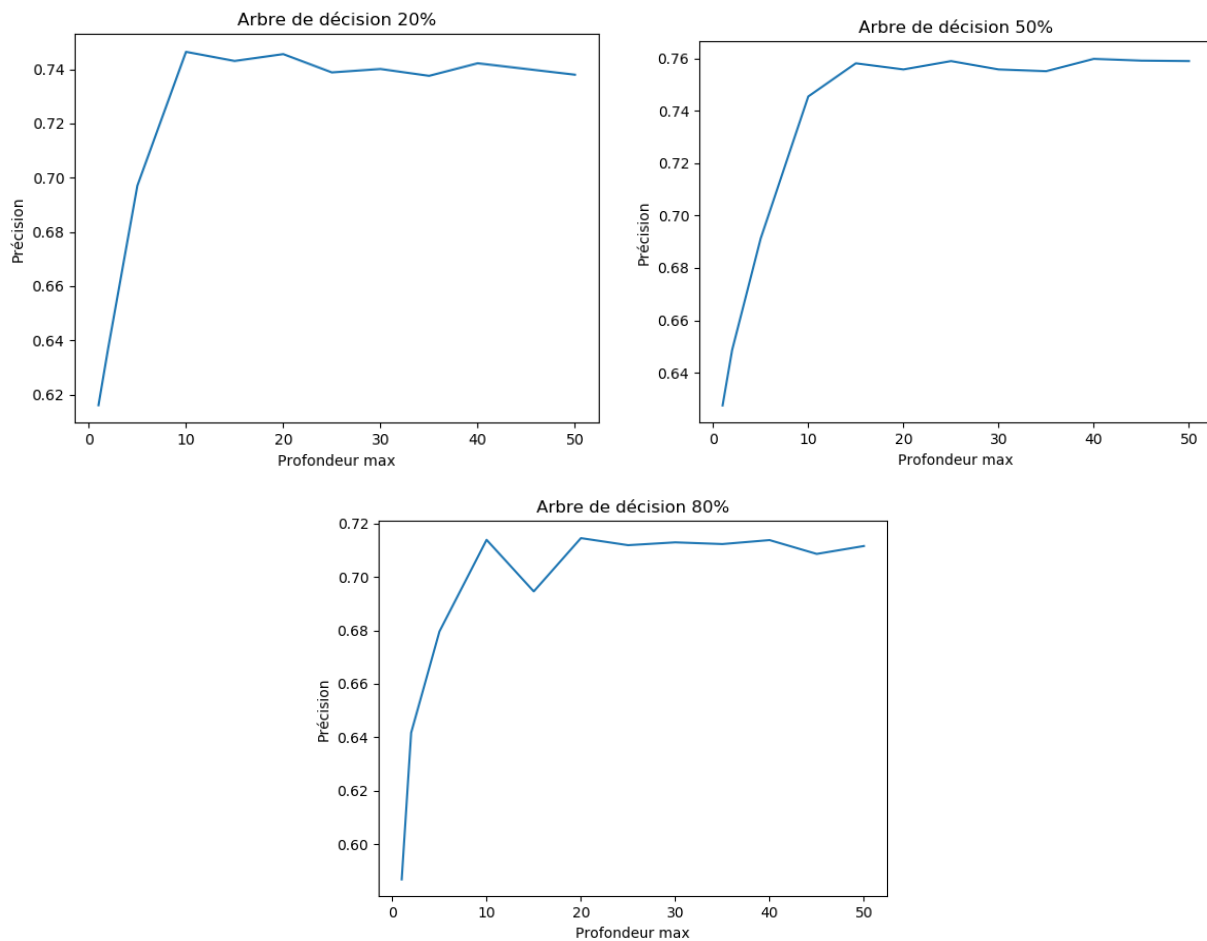 Arbre de décision 20%
0.74
0.72
0.70
0.68
0.66
0.64
0.62
Précision
0 10 20 30 40 50
Profondeur max
Arbre de décision 50%
0.76
0.74
0.72
0.70
0.68
0.66
0.64
Précision
0 10 20 30 40 50
Profondeur max
Arbre de décision 80%
0.72
0.70
0.68
0.66
0.64
0.62
0.60
Précision
0 10 20 30 40 50
Profondeur max